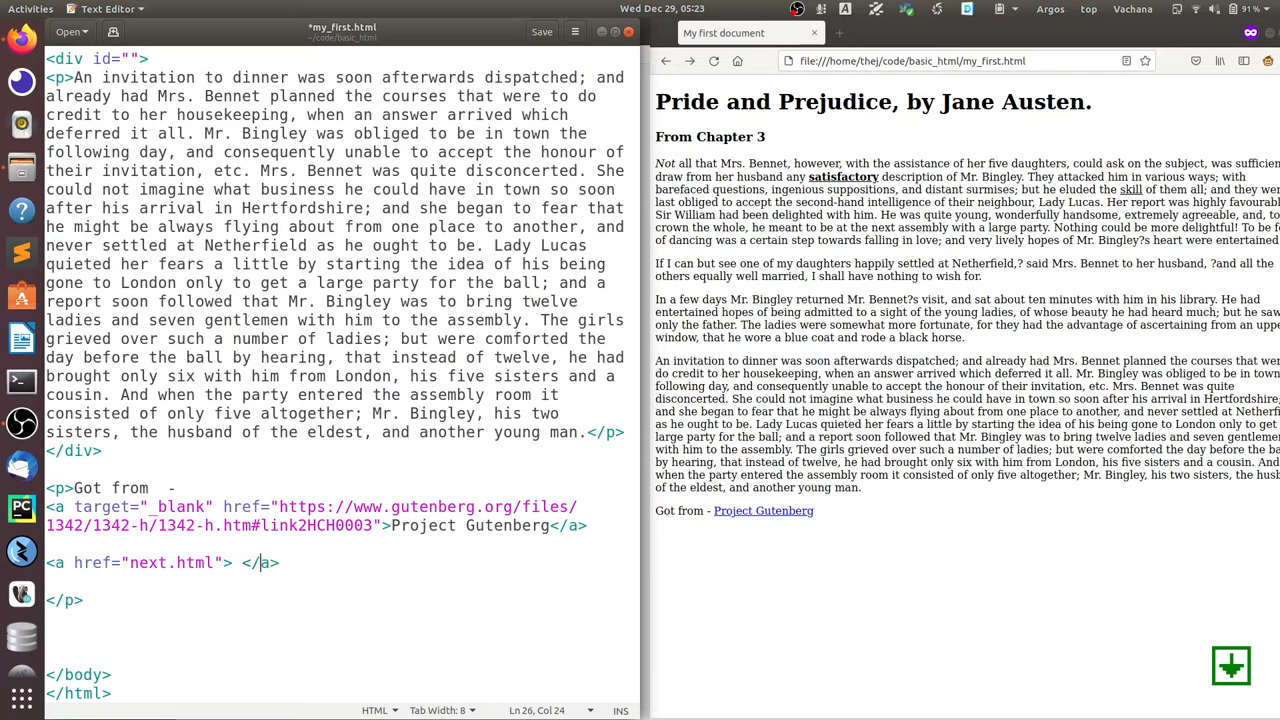 Activities
Text Editor
Wed Dec 29, 05:23
A
D
Argos
top
Vachana
91 %
Open
*my_first.html
~/code/basic_html
Save
<div id="">
<p>An invitation to dinner was soon afterwards dispatched; and
already had Mrs. Bennet planned the courses that were to do
credit to her housekeeping, when an answer arrived which
deferred it all. Mr. Bingley was obliged to be in town the
following day, and consequently unable to accept the honour of
their invitation, etc. Mrs. Bennet was quite disconcerted. She
could not imagine what business he could have in town so soon
after his arrival in Hertfordshire; and she began to fear that
he might be always flying about from one place to another, and
never settled at Netherfield as he ought to be. Lady Lucas
quieted her fears a little by starting the idea of his being
gone to London only to get a large party for the ball; and a
report soon followed that Mr. Bingley was to bring twelve
ladies and seven gentlemen with him to the assembly. The girls
grieved over such a number of ladies; but were comforted the
day before the ball by hearing, that instead of twelve, he had
brought only six with him from London, his five sisters and a
cousin. And when the party entered the assembly room it
consisted of only five altogether; Mr. Bingley, his two
sisters, the husband of the eldest, and another young man.</p>
</div>
<p>Got from  -
<a target="_blank" href="https://www.gutenberg.org/files/
1342/1342-h/1342-h.htm#link2HCH0003">Project Gutenberg</a>
<a href="next.html"> </a>
</p>
</body>
</html>
HTML
Tab Width: 8
Ln 26, Col 24
INS
My first document
file:///home/thej/code/basic_html/my_first.html
Pride and Prejudice, by Jane Austen.
From Chapter 3
Not all that Mrs. Bennet, however, with the assistance of her five daughters, could ask on the subject, was sufficien
draw from her husband any satisfactory description of Mr. Bingley. They attacked him in various ways; with
barefaced questions, ingenious suppositions, and distant surmises; but he eluded the skill of them all; and they wer
last obliged to accept the second-hand intelligence of their neighbour, Lady Lucas. Her report was highly favourabl
Sir William had been delighted with him. He was quite young, wonderfully handsome, extremely agreeable, and, to
crown the whole, he meant to be at the next assembly with a large party. Nothing could be more delightful! To be fo
of dancing was a certain step towards falling in love; and very lively hopes of Mr. Bingley?s heart were entertained
If I can but see one of my daughters happily settled at Netherfield,? said Mrs. Bennet to her husband, ?and all the
others equally well married, I shall have nothing to wish for.
In a few days Mr. Bingley returned Mr. Bennet?s visit, and sat about ten minutes with him in his library. He had
entertained hopes of being admitted to a sight of the young ladies, of whose beauty he had heard much; but he saw
only the father. The ladies were somewhat more fortunate, for they had the advantage of ascertaining from an uppe
window, that he wore a blue coat and rode a black horse.
An invitation to dinner was soon afterwards dispatched; and already had Mrs. Bennet planned the courses that wer
do credit to her housekeeping, when an answer arrived which deferred it all. Mr. Bingley was obliged to be in town
following day, and consequently unable to accept the honour of their invitation, etc. Mrs. Bennet was quite
disconcerted. She could not imagine what business he could have in town so soon after his arrival in Hertfordshire;
and she began to fear that he might be always flying about from one place to another, and never settled at Netherfi
as he ought to be. Lady Lucas quieted her fears a little by starting the idea of his being gone to London only to get
large party for the ball; and a report soon followed that Mr. Bingley was to bring twelve ladies and seven gentlemen
with him to the assembly. The girls grieved over such a number of ladies; but were comforted the day before the ba
by hearing, that instead of twelve, he had brought only six with him from London, his five sisters and a cousin. And
when the party entered the assembly room it consisted of only five altogether; Mr. Bingley, his two sisters, the husb
of the eldest, and another young man.
Got from - Project Gutenberg